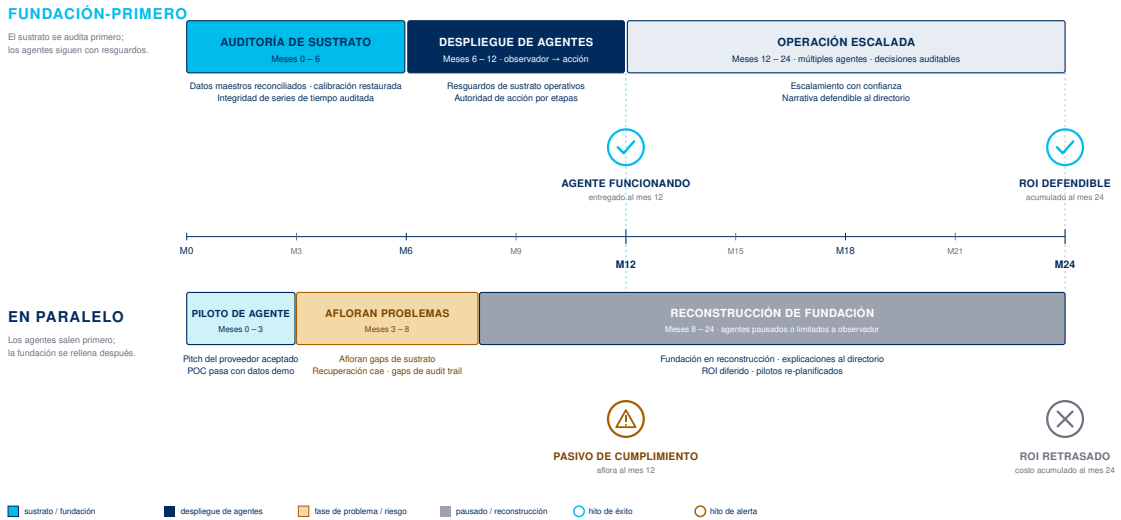 FUNDACIÓN-PRIMERO
El sustrato se audita primero;
los agentes siguen con resguardos.
AUDITORÍA DE SUSTRATO
Meses 0 – 6
DESPLIEGUE DE AGENTES
Meses 6 – 12 · observador → acción
OPERACIÓN ESCALADA
Meses 12 – 24 · múltiples agentes · decisiones auditables
Datos maestros reconciliados · calibración restaurada
Integridad de series de tiempo auditada
Resguardos de sustrato operativos
Autoridad de acción por etapas
Escalamiento con confianza
Narrativa defendible al directorio
AGENTE FUNCIONANDO
entregado al mes 12
ROI DEFENDIBLE
acumulado al mes 24
M0
M3
M6
M9
M12
M15
M18
M21
M24
EN PARALELO
Los agentes salen primero;
la fundación se rellena después.
PILOTO DE AGENTE
Meses 0 – 3
AFLORAN PROBLEMAS
Meses 3 – 8
RECONSTRUCCIÓN DE FUNDACIÓN
Meses 8 – 24 · agentes pausados o limitados a observador
Pitch del proveedor aceptado
POC pasa con datos demo
Afloran gaps de sustrato
Recuperación cae · gaps de audit trail
Fundación en reconstrucción · explicaciones al directorio
ROI diferido · pilotos re-planificados
PASIVO DE CUMPLIMIENTO
aflora al mes 12
ROI RETRASADO
costo acumulado al mes 24
sustrato / fundación
despliegue de agentes
fase de problema / riesgo
pausado / reconstrucción
hito de éxito
hito de alerta